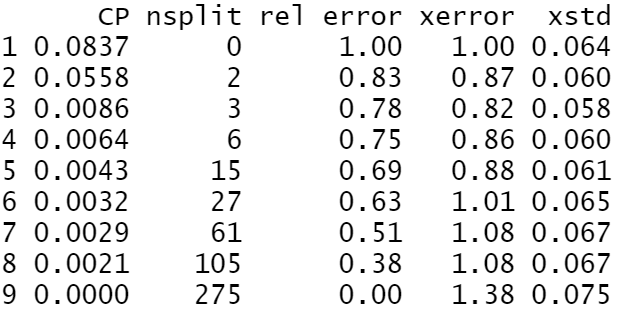 CP nsplit rel error xerror xstd
1 0.0837 0 1.00 1.00 0.064
2 0.0558 2 0.83 0.87 0.060
3 0.0086 3 0.78 0.82 0.058
4 0.0064 6 0.75 0.86 0.060
5 0.0043 15 0.69 0.88 0.061
6 0.0032 27 0.63 1.01 0.065
7 0.0029 61 0.51 1.08 0.067
8 0.0021 105 0.38 1.08 0.067
9 0.0000 275 0.00 1.38 0.075